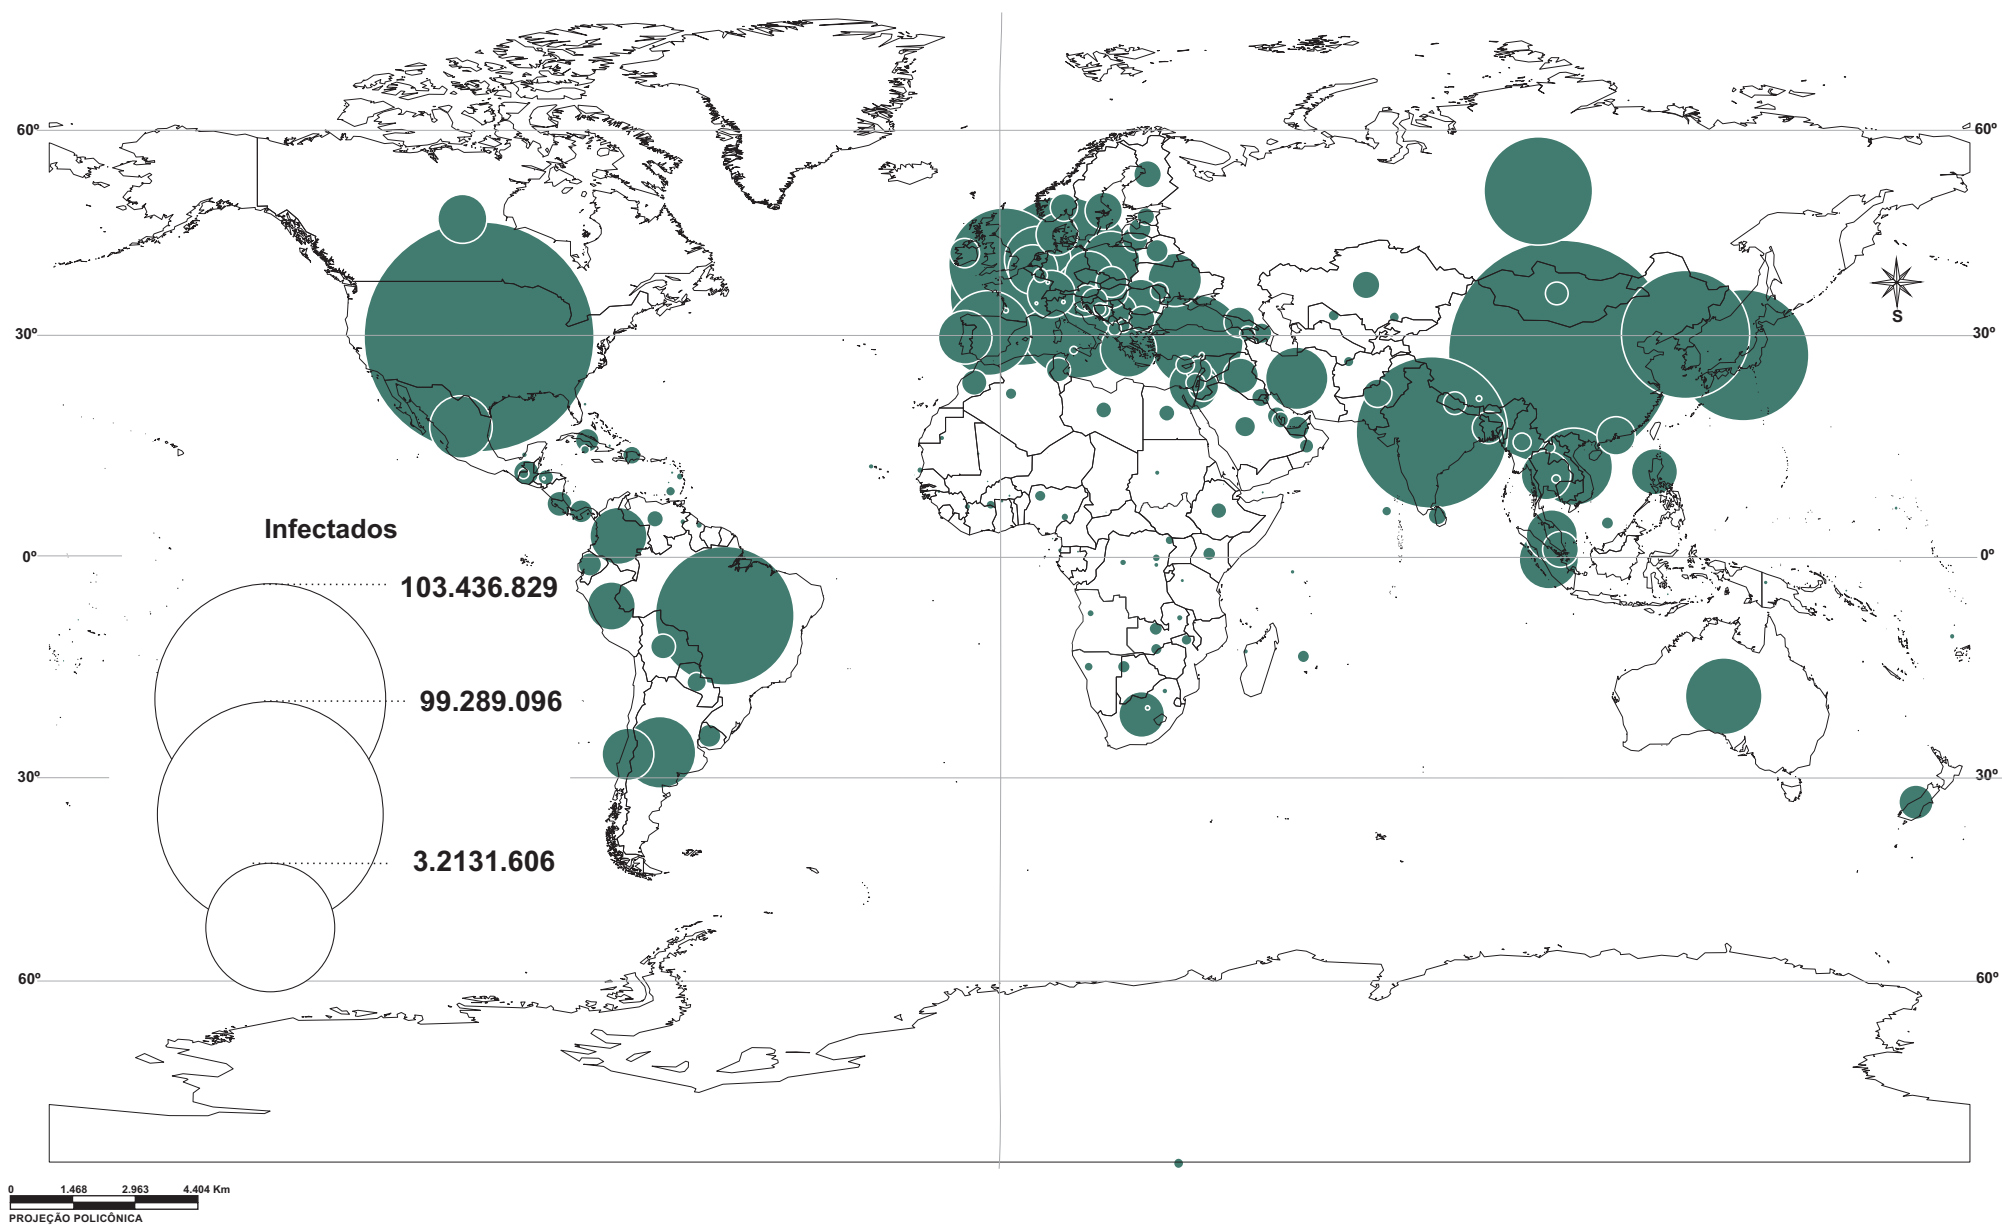 60º
60º
S
30º
30º
Infectados
0º
0º
103.436.829
99.289.096
30º
30º
3.2131.606
60º
60º
0 1.468 2.963 4.404 Km
PROJEÇÃO POLICÔNICA